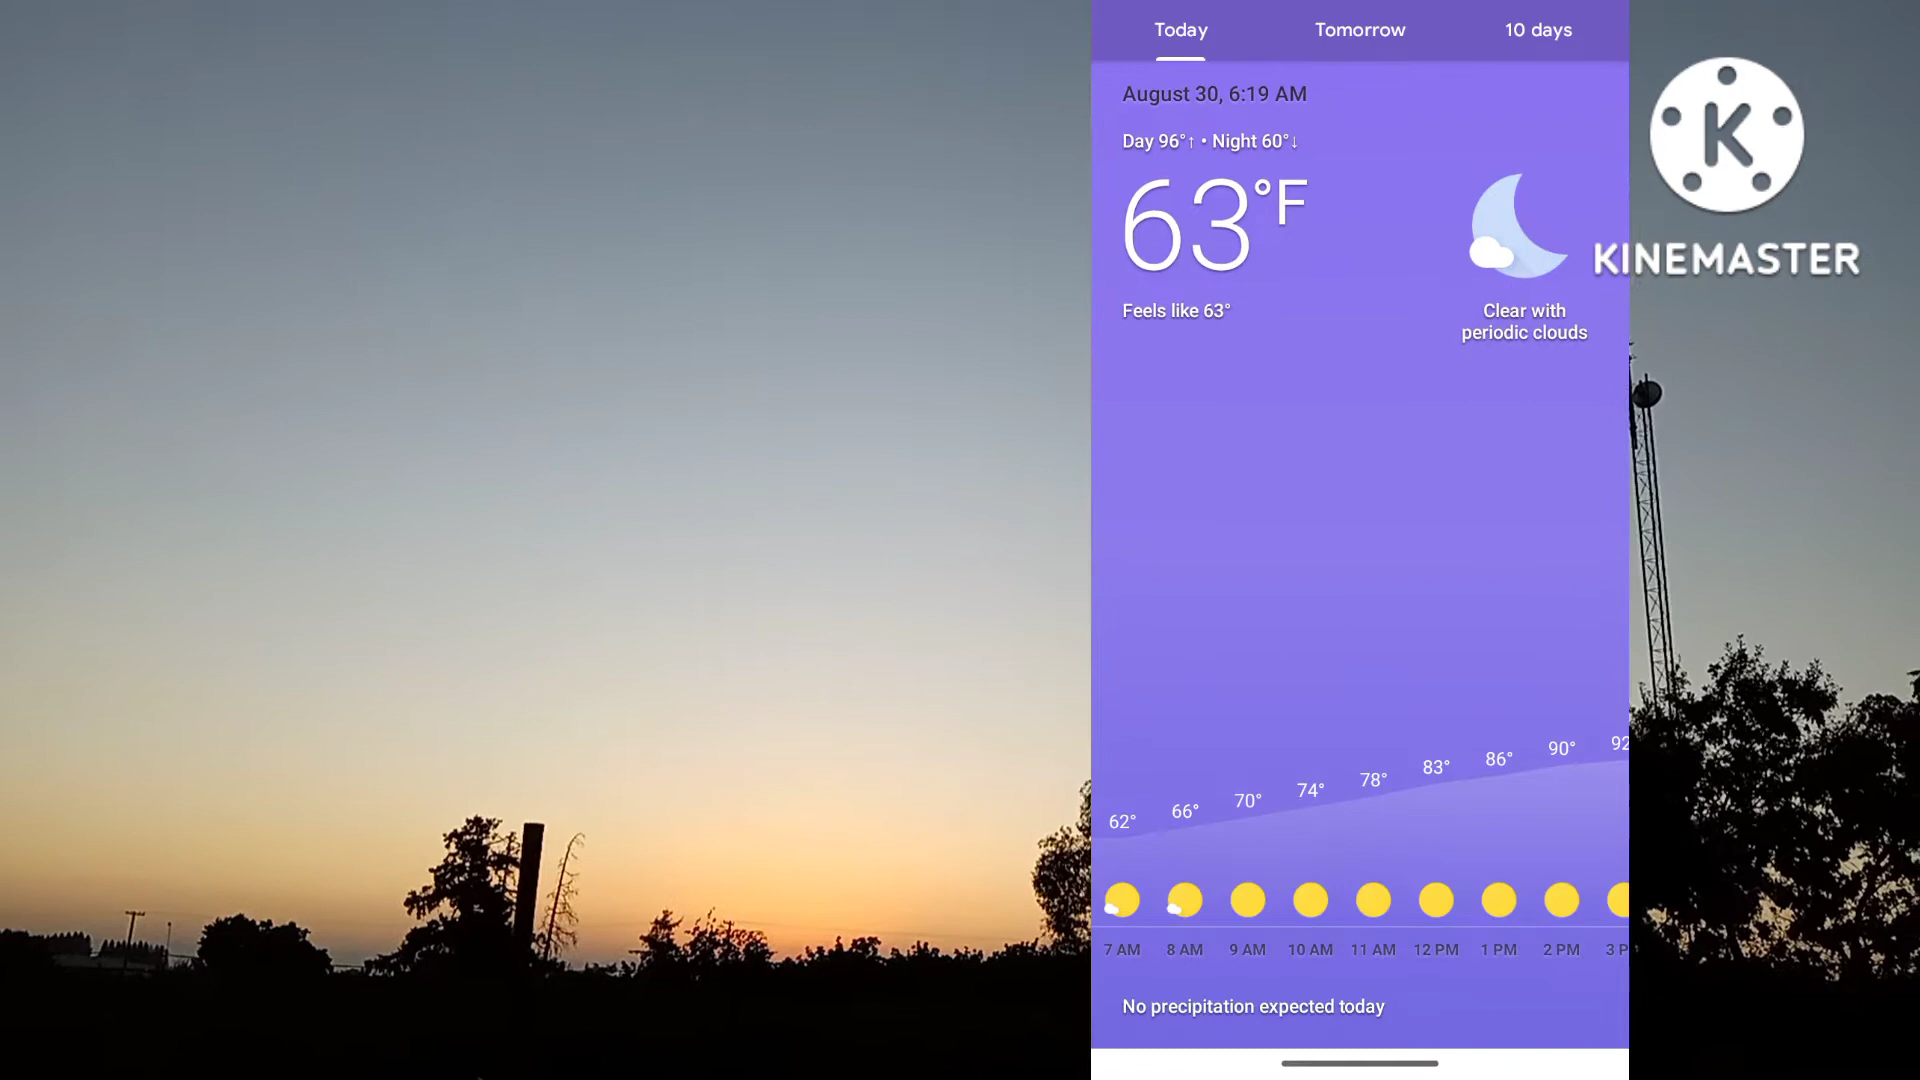 Today Tomorrow 10 days
August 30, 6:19 AM
Day 96°↑ • Night 60°↓
63°F
Feels like 63°
Clear with
periodic clouds
KINEMASTER
62° 66° 70° 74° 78° 83° 86° 90° 92
7 AM 8 AM 9 AM 10 AM 11 AM 12 PM 1 PM 2 PM 3 P
No precipitation expected today